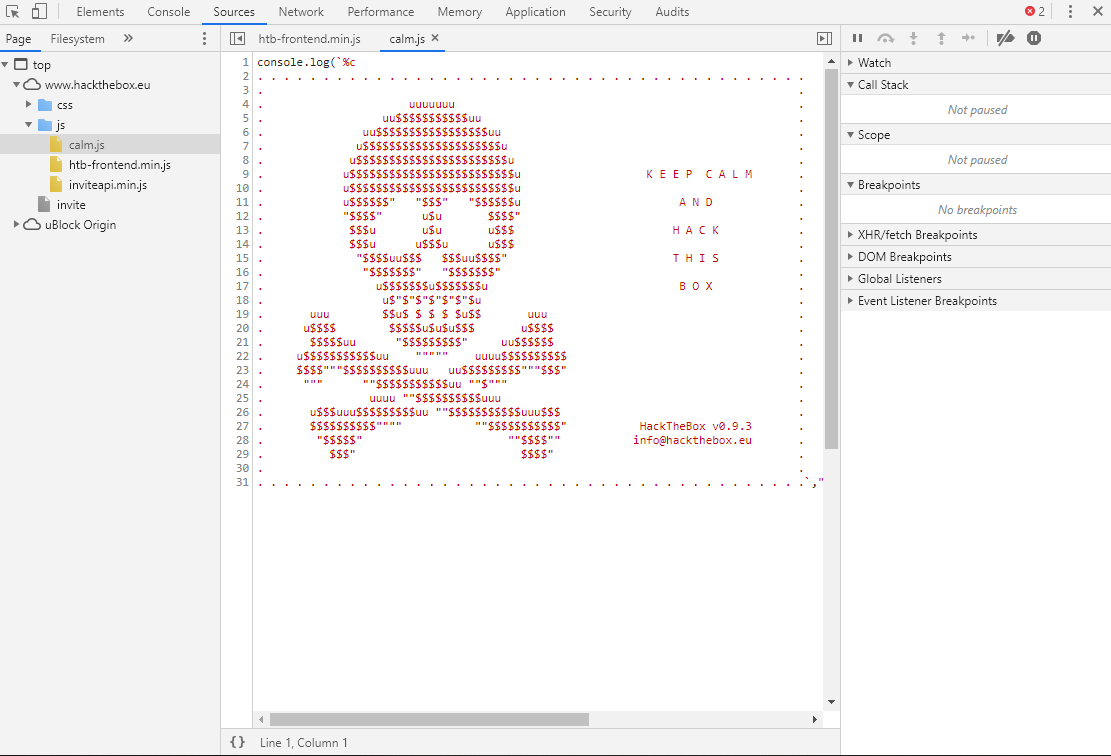 Elements Console Sources Network Performance Memory Application Security Audits 2
Page Filesystem » htb-frontend.min.js calm.js ×
top
www.hackthebox.eu
css
js
calm.js
htb-frontend.min.js
inviteapi.min.js
invite
uBlock Origin
1 console.log(`%c
2 . . . . . . . . . . . . . . . . . . . . . . . . . . . . . . . . . . . . . . . . . .
3 . .
4 . uuuuuuu .
5 . uu$$$$$$$$$$$uu .
6 . uu$$$$$$$$$$$$$$$$$uu .
7 . u$$$$$$$$$$$$$$$$$$$$$u .
8 . u$$$$$$$$$$$$$$$$$$$$$$$u .
9 . u$$$$$$$$$$$$$$$$$$$$$$$$$u K E E P C A L M .
10 . u$$$$$$$$$$$$$$$$$$$$$$$$$u .
11 . u$$$$$$" "$$$" "$$$$$$u A N D .
12 . "$$$$" u$u $$$$" .
13 . $$$u u$u u$$$ H A C K .
14 . $$$u u$$$u u$$$ .
15 . "$$$$uu$$$ $$$uu$$$$" T H I S .
16 . "$$$$$$$" "$$$$$$$" .
17 . u$$$$$$$u$$$$$$$u B O X .
18 . u$"$"$"$"$"$"$u .
19 . uuu $$u$ $ $ $ $u$$ uuu .
20 . u$$$$ $$$$$u$u$u$$$ u$$$$ .
21 . $$$$$uu "$$$$$$$$$" uu$$$$$$ .
22 . u$$$$$$$$$$$uu """"" uuuu$$$$$$$$$$ .
23 . $$$$"""$$$$$$$$$$uuu uu$$$$$$$$$"""$$$" .
24 . """ ""$$$$$$$$$$$uu ""$""" .
25 . uuuu ""$$$$$$$$$$uuu .
26 . u$$$uuu$$$$$$$$$uu ""$$$$$$$$$$$uuu$$$ .
27 . $$$$$$$$$$"""" ""$$$$$$$$$$$" HackTheBox v0.9.3 .
28 . "$$$$$" ""$$$$"" info@hackthebox.eu .
29 . $$$" $$$$" .
30 . .
31 . . . . . . . . . . . . . . . . . . . . . . . . . . . . . . . . . . . . . . . . . .`,"
Watch
Call Stack
Not paused
Scope
Not paused
Breakpoints
No breakpoints
XHR/fetch Breakpoints
DOM Breakpoints
Global Listeners
Event Listener Breakpoints
{} Line 1, Column 1